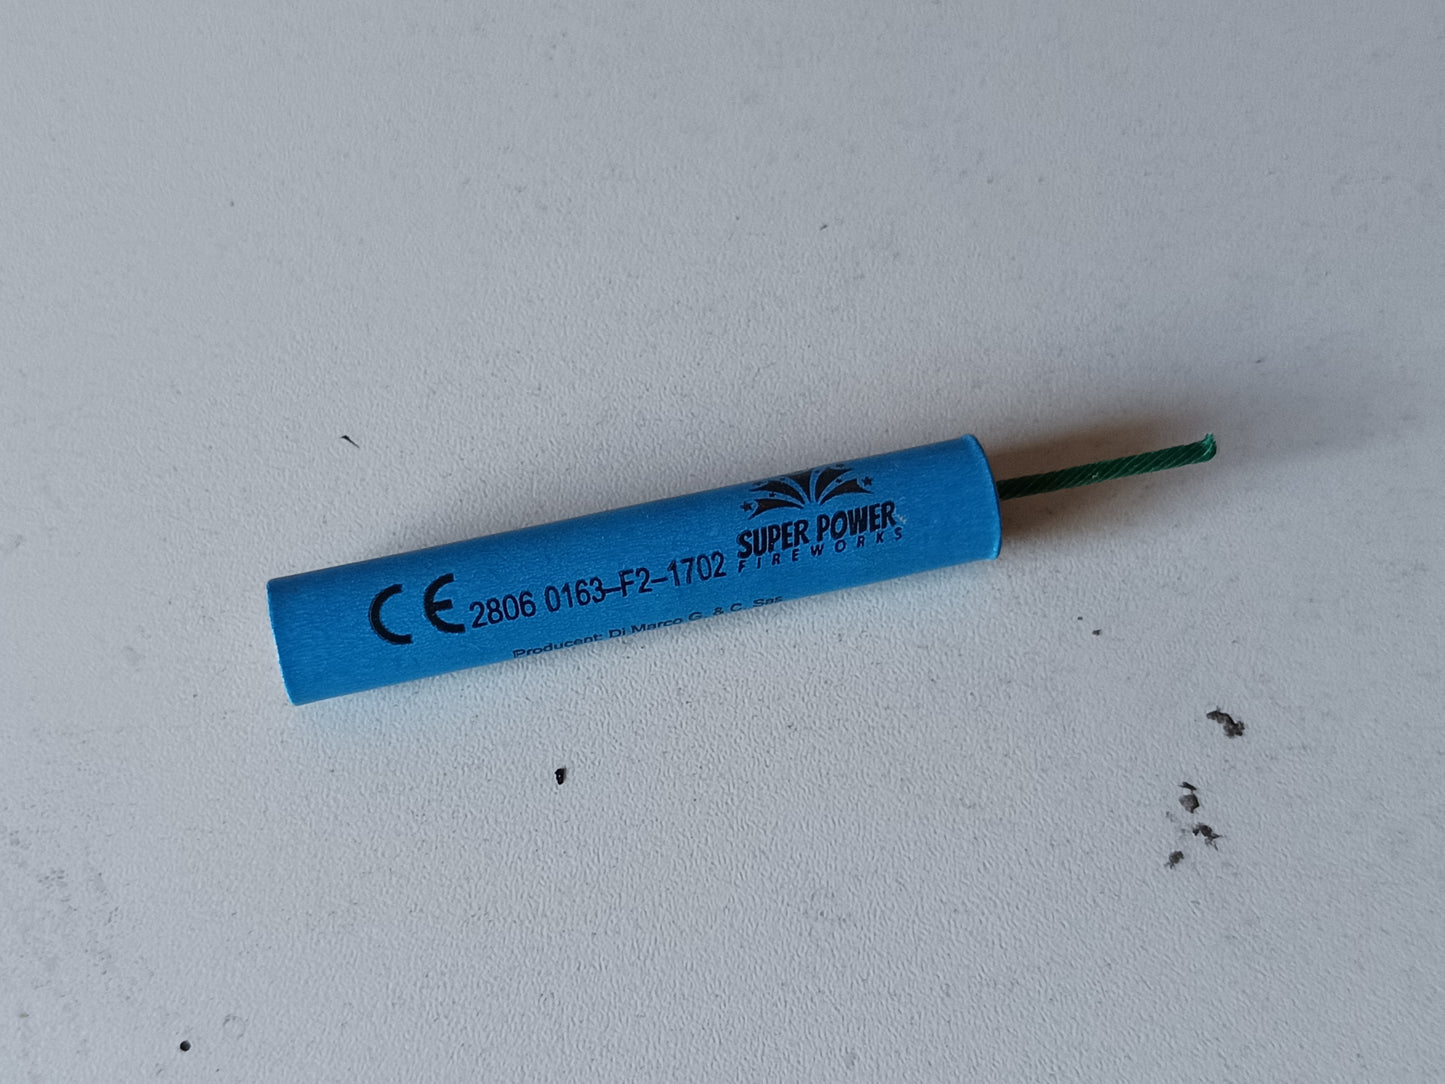 CE 2806 0163-F2-1702
SUPER POWER
FIREWORKS
Producent: Di Marco G. & C. Sas